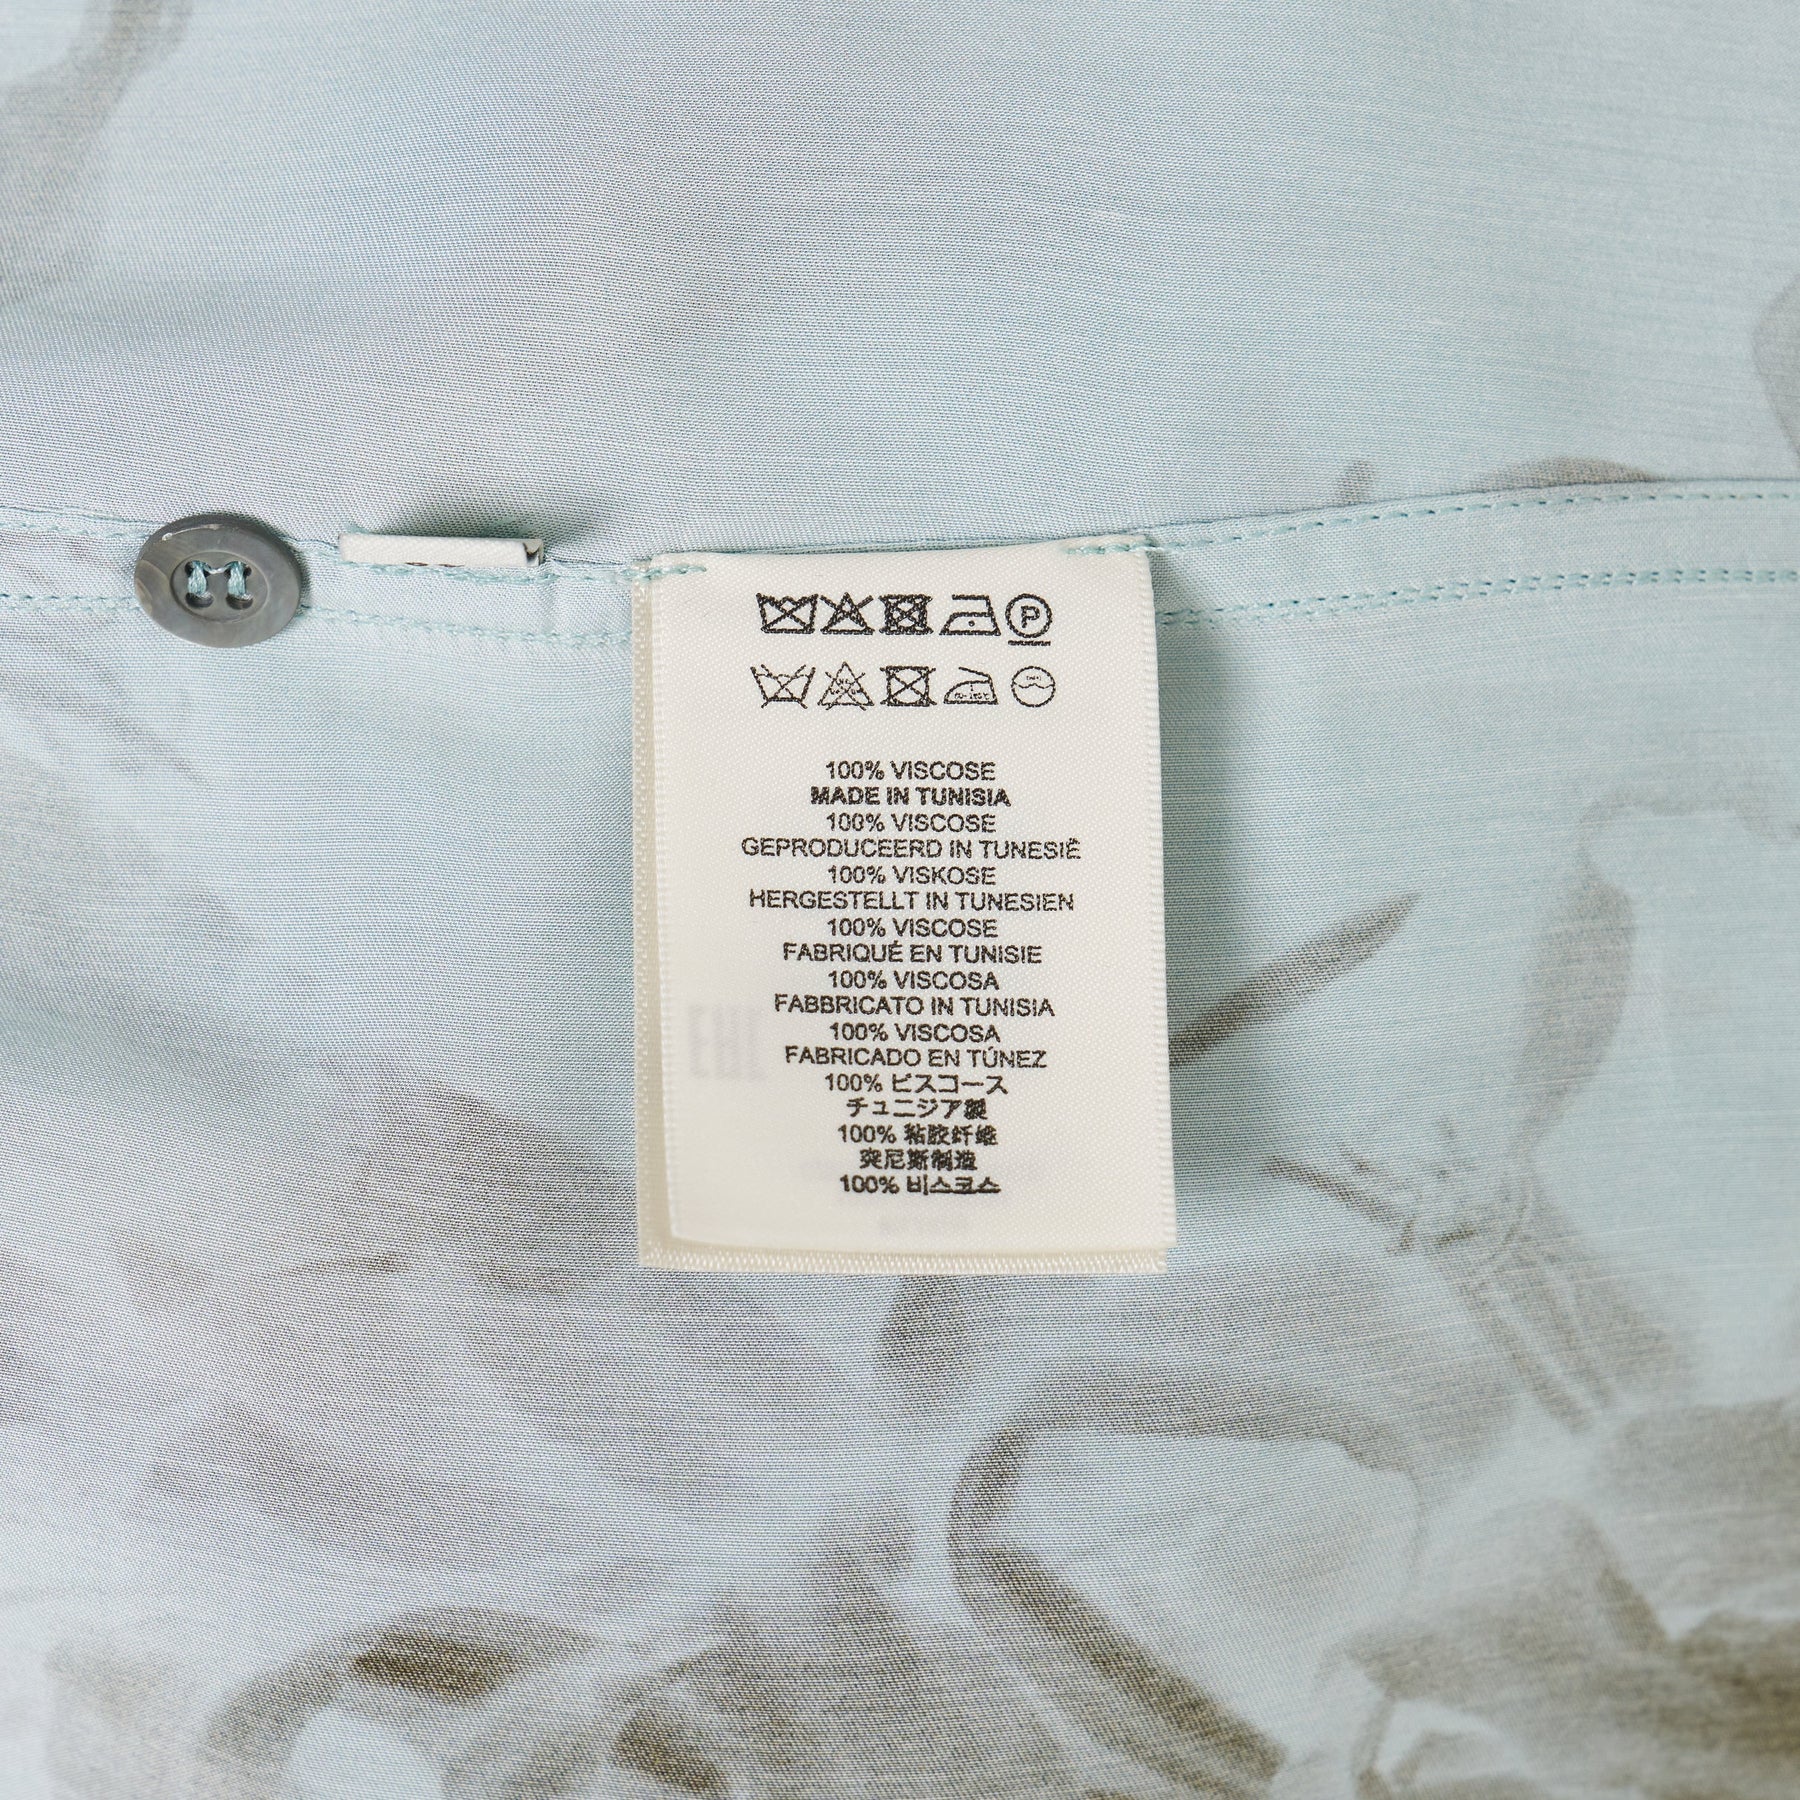 P
100% VISCOSE
MADE IN TUNISIA
100% VISCOSE
GEPRODUCEERD IN TUNESIË
100% VISKOSE
HERGESTELLT IN TUNESIEN
100% VISCOSE
FABRIQUÉ EN TUNISIE
100% VISCOSA
FABBRICATO IN TUNISIA
100% VISCOSA
FABRICADO EN TÚNEZ
100% ビスコース
チュニジア製
100% 粘胶纤维
突尼斯制造
100% 비스코스